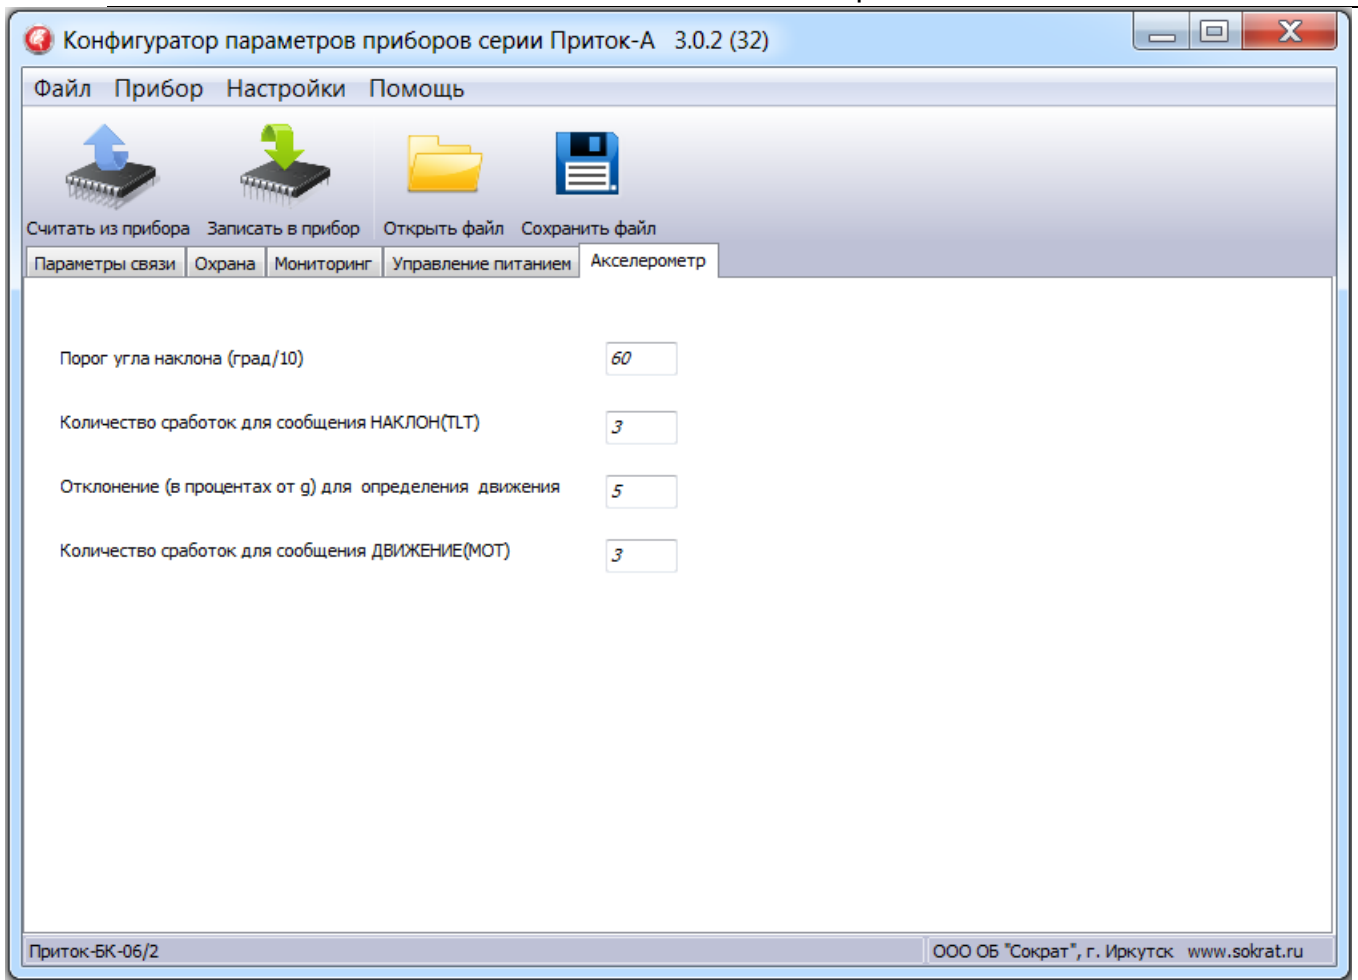 Конфигуратор параметров приборов серии Приток-А 3.0.2 (32)
Файл Прибор Настройки Помощь
Считать из прибора Записать в прибор Открыть файл Сохранить файл
Параметры связи Охрана Мониторинг Управление питанием Акселерометр
Порог угла наклона (град/10) 60
Количество сработок для сообщения НАКЛОН(TLT) 3
Отклонение (в процентах от g) для определения движения 5
Количество сработок для сообщения ДВИЖЕНИЕ(MOT) 3
Приток-БК-06/2 ООО ОБ "Сократ", г. Иркутск www.sokrat.ru